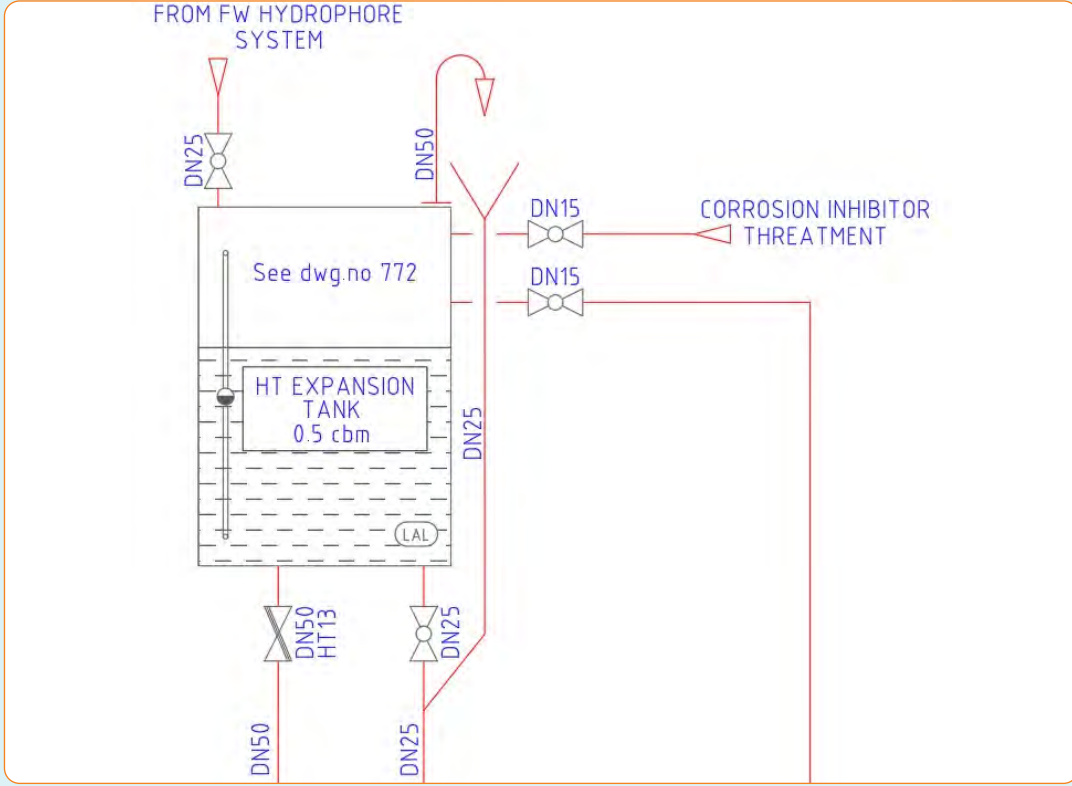 FROM FW HYDROPHORE
SYSTEM
DN25
DN50
DN15
CORROSION INHIBITOR
THREATMENT
See dwg.no 772
DN15
HT EXPANSION
TANK
0.5 cbm
DN25
LAL
DN50
HT13
DN25
DN50
DN25